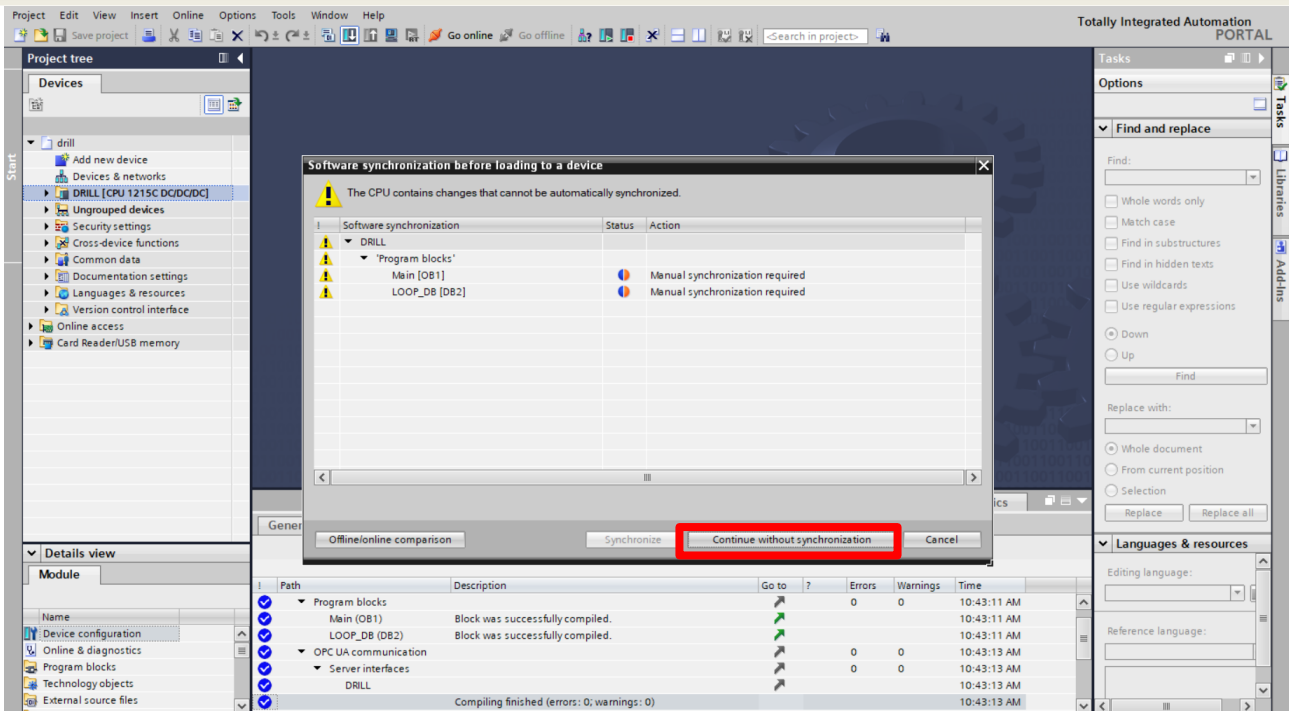 Project Edit View Insert Online Options Tools Window Help
Totally Integrated Automation
PORTAL
Save project
Go online
Go offline
<Search in project>
Start
Project tree
Devices
drill
Add new device
Devices & networks
DRILL [CPU 1215C DC/DC/DC]
Ungrouped devices
Security settings
Cross-device functions
Common data
Documentation settings
Languages & resources
Version control interface
Online access
Card Reader/USB memory
Details view
Module
Name
Device configuration
Online & diagnostics
Program blocks
Technology objects
External source files
Software synchronization before loading to a device
The CPU contains changes that cannot be automatically synchronized.
! Software synchronization Status Action
DRILL
'Program blocks'
Main [OB1] Manual synchronization required
LOOP_DB [DB2] Manual synchronization required
Offline/online comparison Synchronize Continue without synchronization Cancel
! Path Description Go to ? Errors Warnings Time
Program blocks 0 0 10:43:11 AM
Main (OB1) Block was successfully compiled. 10:43:11 AM
LOOP_DB (DB2) Block was successfully compiled. 10:43:11 AM
OPC UA communication 0 0 10:43:13 AM
Server interfaces 0 0 10:43:13 AM
DRILL 10:43:13 AM
Compiling finished (errors: 0; warnings: 0) 10:43:13 AM
Tasks
Options
Find and replace
Find:
Whole words only
Match case
Find in substructures
Find in hidden texts
Use wildcards
Use regular expressions
Down
Up
Find
Replace with:
Whole document
From current position
Selection
Replace Replace all
Languages & resources
Editing language:
Reference language:
Tasks
Libraries
Add-Ins